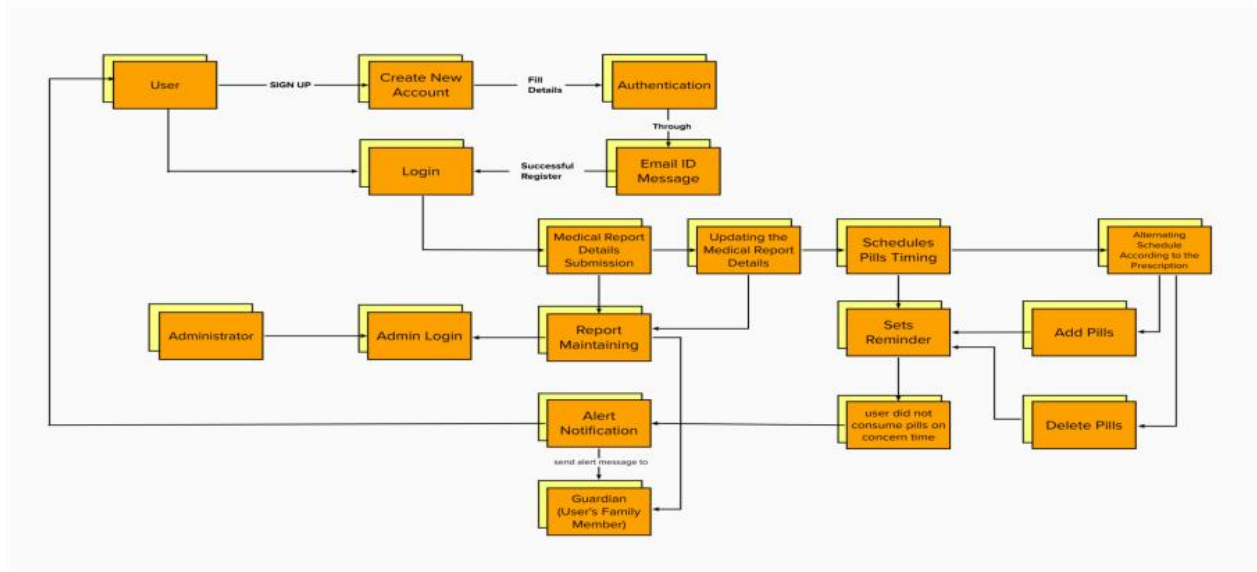 User
SIGN UP
Create New
Account
Fill
Details
Authentication
Through
Login
Successful
Register
Email ID
Message
Medical Report
Details
Submission
Updating the
Medical Report
Details
Schedules
Pills Timing
Alternating
Schedule
According to the
Prescription
Administrator
Admin Login
Report
Maintaining
Sets
Reminder
Add Pills
Alert
Notification
user did not
consume pills on
concern time
Delete Pills
send alert message to
Guardian
(User's Family
Member)